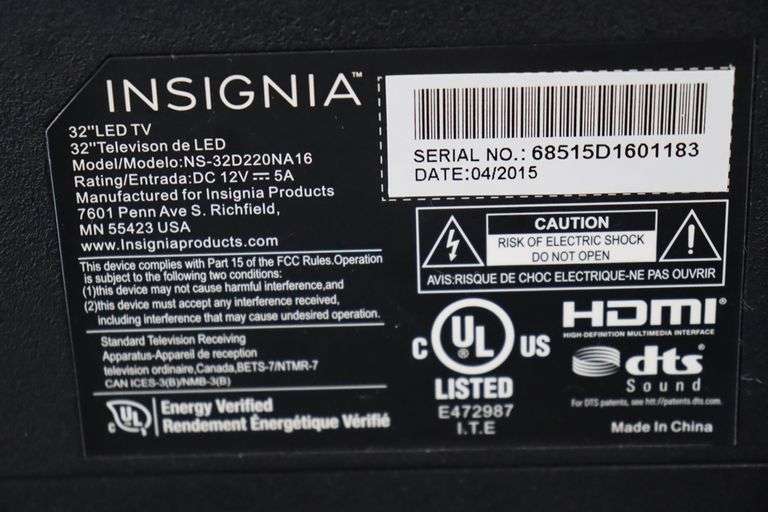 INSIGNIA™
32"LED TV
32"Televison de LED
Model/Modelo:NS-32D220NA16
Rating/Entrada:DC 12V⎓5A
Manufactured for Insignia Products
7601 Penn Ave S. Richfield,
MN 55423 USA
www.Insigniaproducts.com
This device complies with Part 15 of the FCC Rules.Operation
is subject to the following two conditions:
(1)this device may not cause harmful interference,and
(2)this device must accept any interference received,
including interference that may cause undesired operation.
Standard Television Receiving
Apparatus-Appareil de reception
television ordinaire,Canada,BETS-7/NTMR-7
CAN ICES-3(B)/NMB-3(B)
UL Energy Verified
Rendement Énergétique Vérifié
SERIAL NO.: 68515D1601183
DATE:04/2015
CAUTION
RISK OF ELECTRIC SHOCK
DO NOT OPEN
AVIS:RISQUE DE CHOC ELECTRIQUE-NE PAS OUVRIR
C UL® US
LISTED
E472987
I.T.E
HDMI®
HIGH-DEFINITION MULTIMEDIA INTERFACE
dts®
Sound
For DTS patents, see http://patents.dts.com.
Made In China